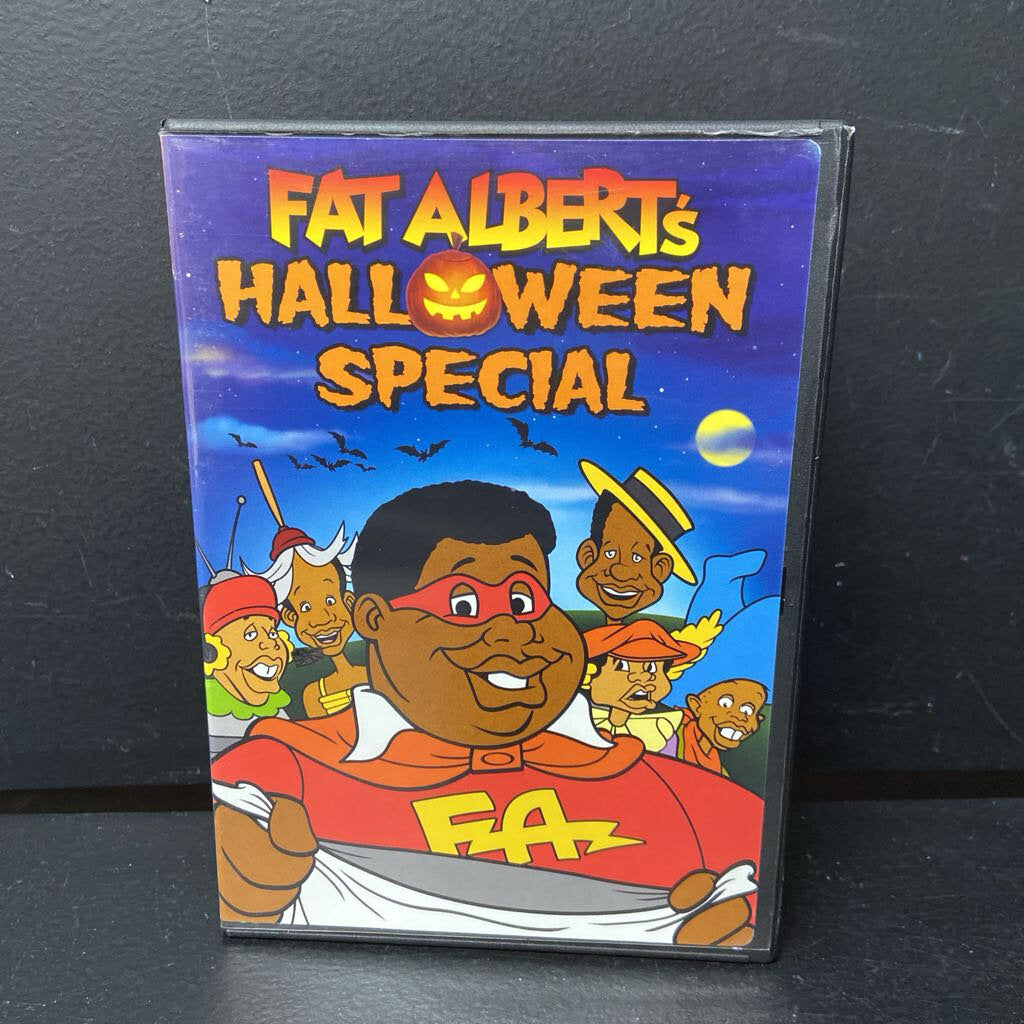 FAT ALBERT's
HALLOWEEN
SPECIAL
FA